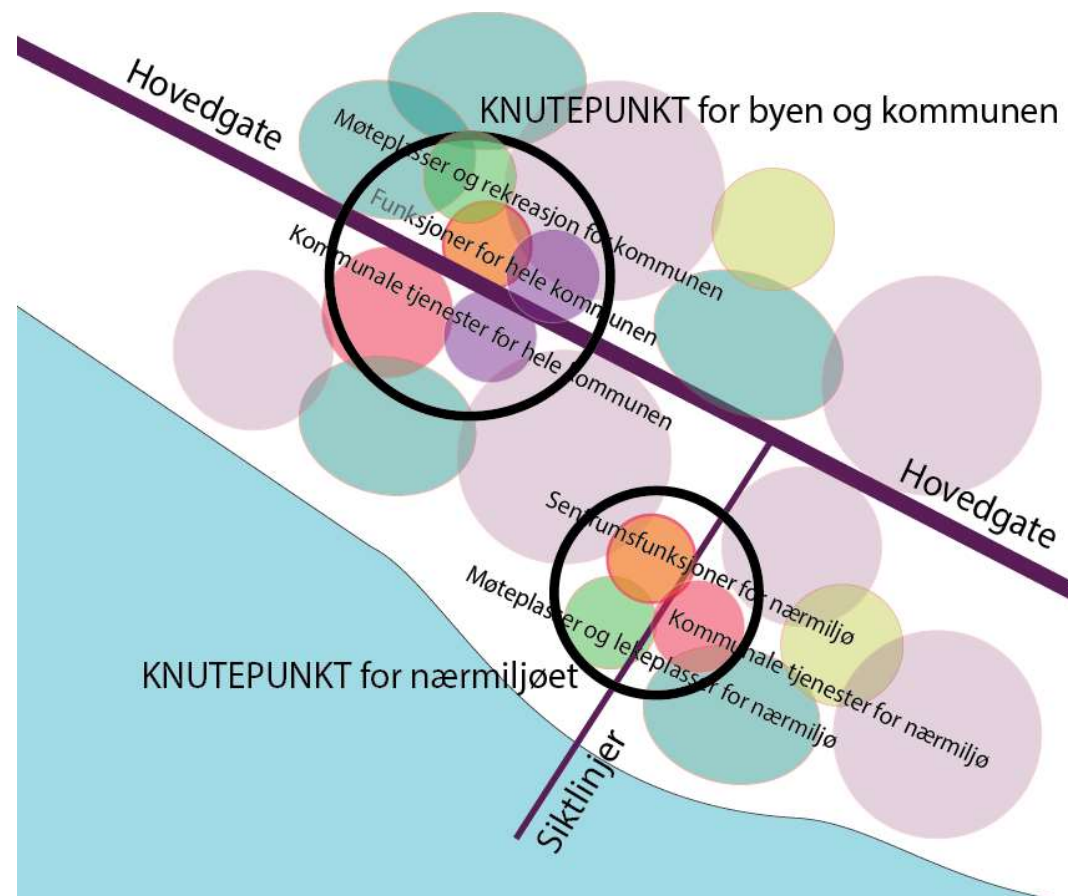 Hovedgate
KNUTEPUNKT for byen og kommunen
Møteplasser og rekreasjon for kommunen
Funksjoner for hele kommunen
Kommunale tjenester for hele kommunen
Hovedgate
Sentrumsfunksjoner for nærmiljø
Møteplasser og lekeplasser for nærmiljø
Kommunale tjenester for nærmiljø
KNUTEPUNKT for nærmiljøet
Siktlinjer